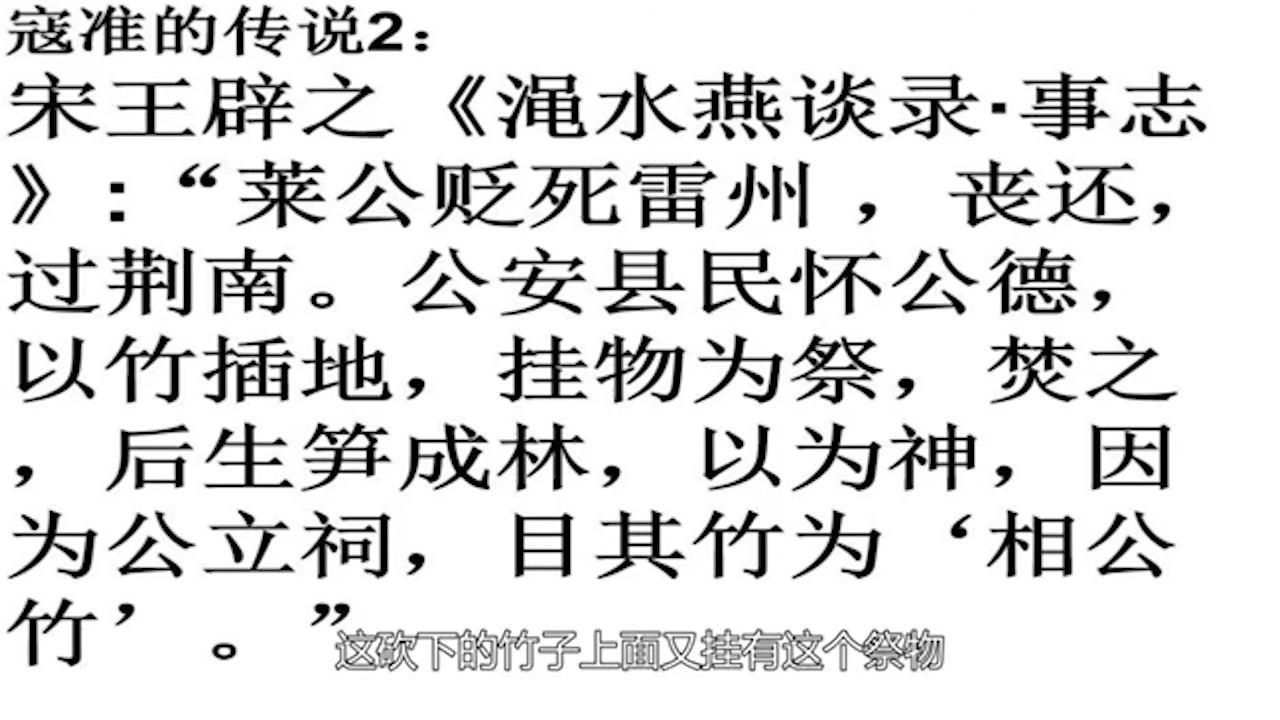 寇准的传说2：
宋王辟之《渑水燕谈录·事志
》：“莱公贬死雷州，丧还，
过荆南。公安县民怀公德，
以竹插地，挂物为祭，焚之
，后生笋成林，以为神，因
为公立祠，目其竹为‘相公
竹’。”
这砍下的竹子上面又挂有这个祭物